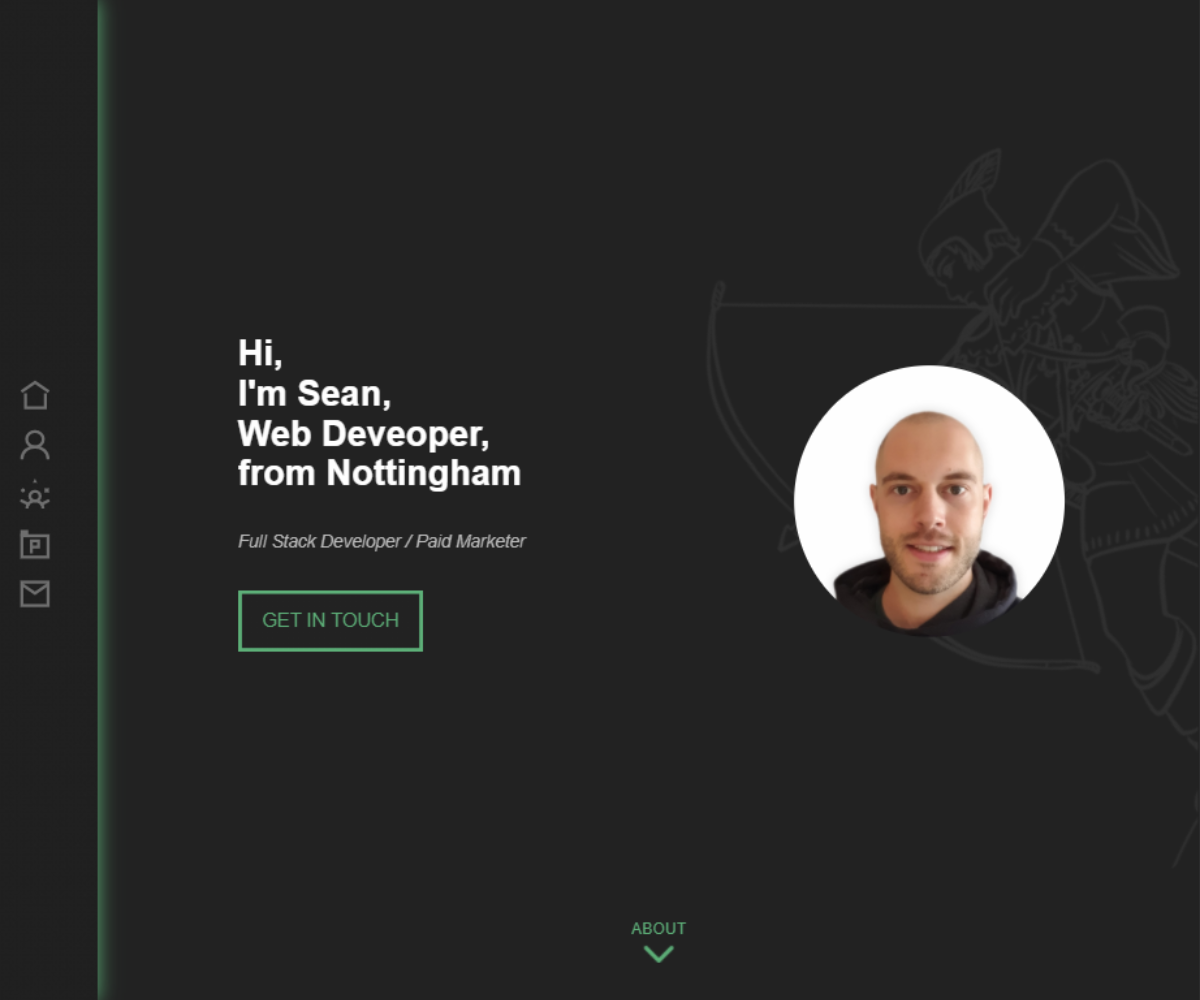 Hi,
I'm Sean,
Web Deveoper,
from Nottingham
Full Stack Developer / Paid Marketer
GET IN TOUCH
P
ABOUT